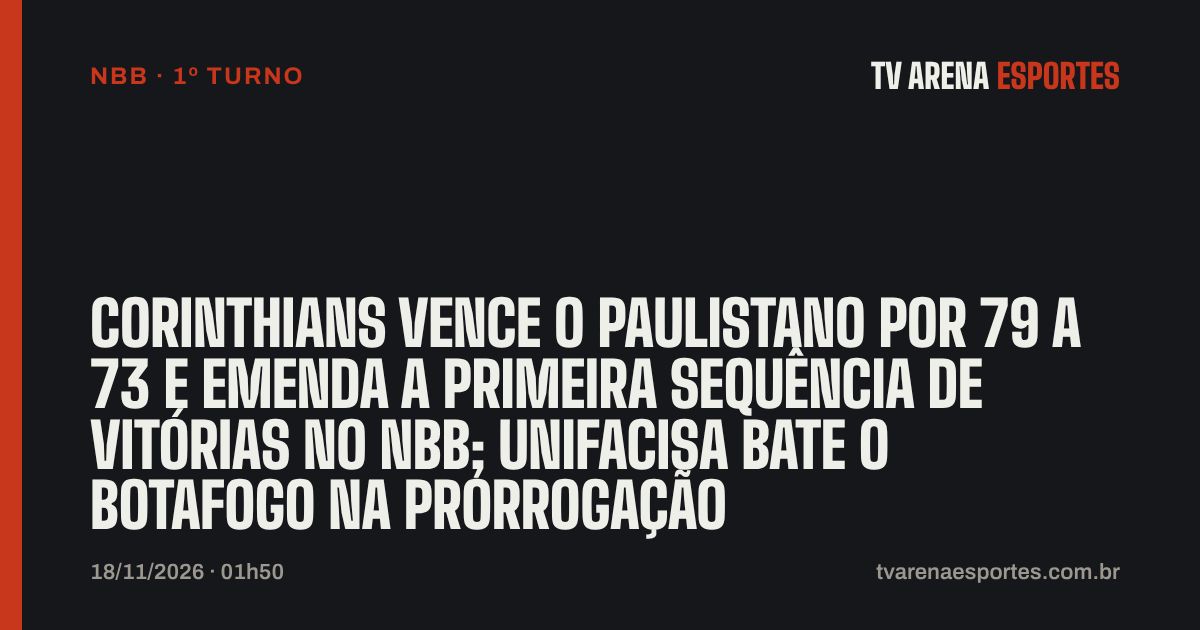 NBB · 1º TURNO
TV ARENA ESPORTES
CORINTHIANS VENCE O PAULISTANO POR 79 A
73 E EMENDA A PRIMEIRA SEQUÊNCIA DE
VITÓRIAS NO NBB; UNIFACISA BATE O
BOTAFOGO NA PRORROGAÇÃO
18/11/2026 · 01h50
tvarenaesportes.com.br